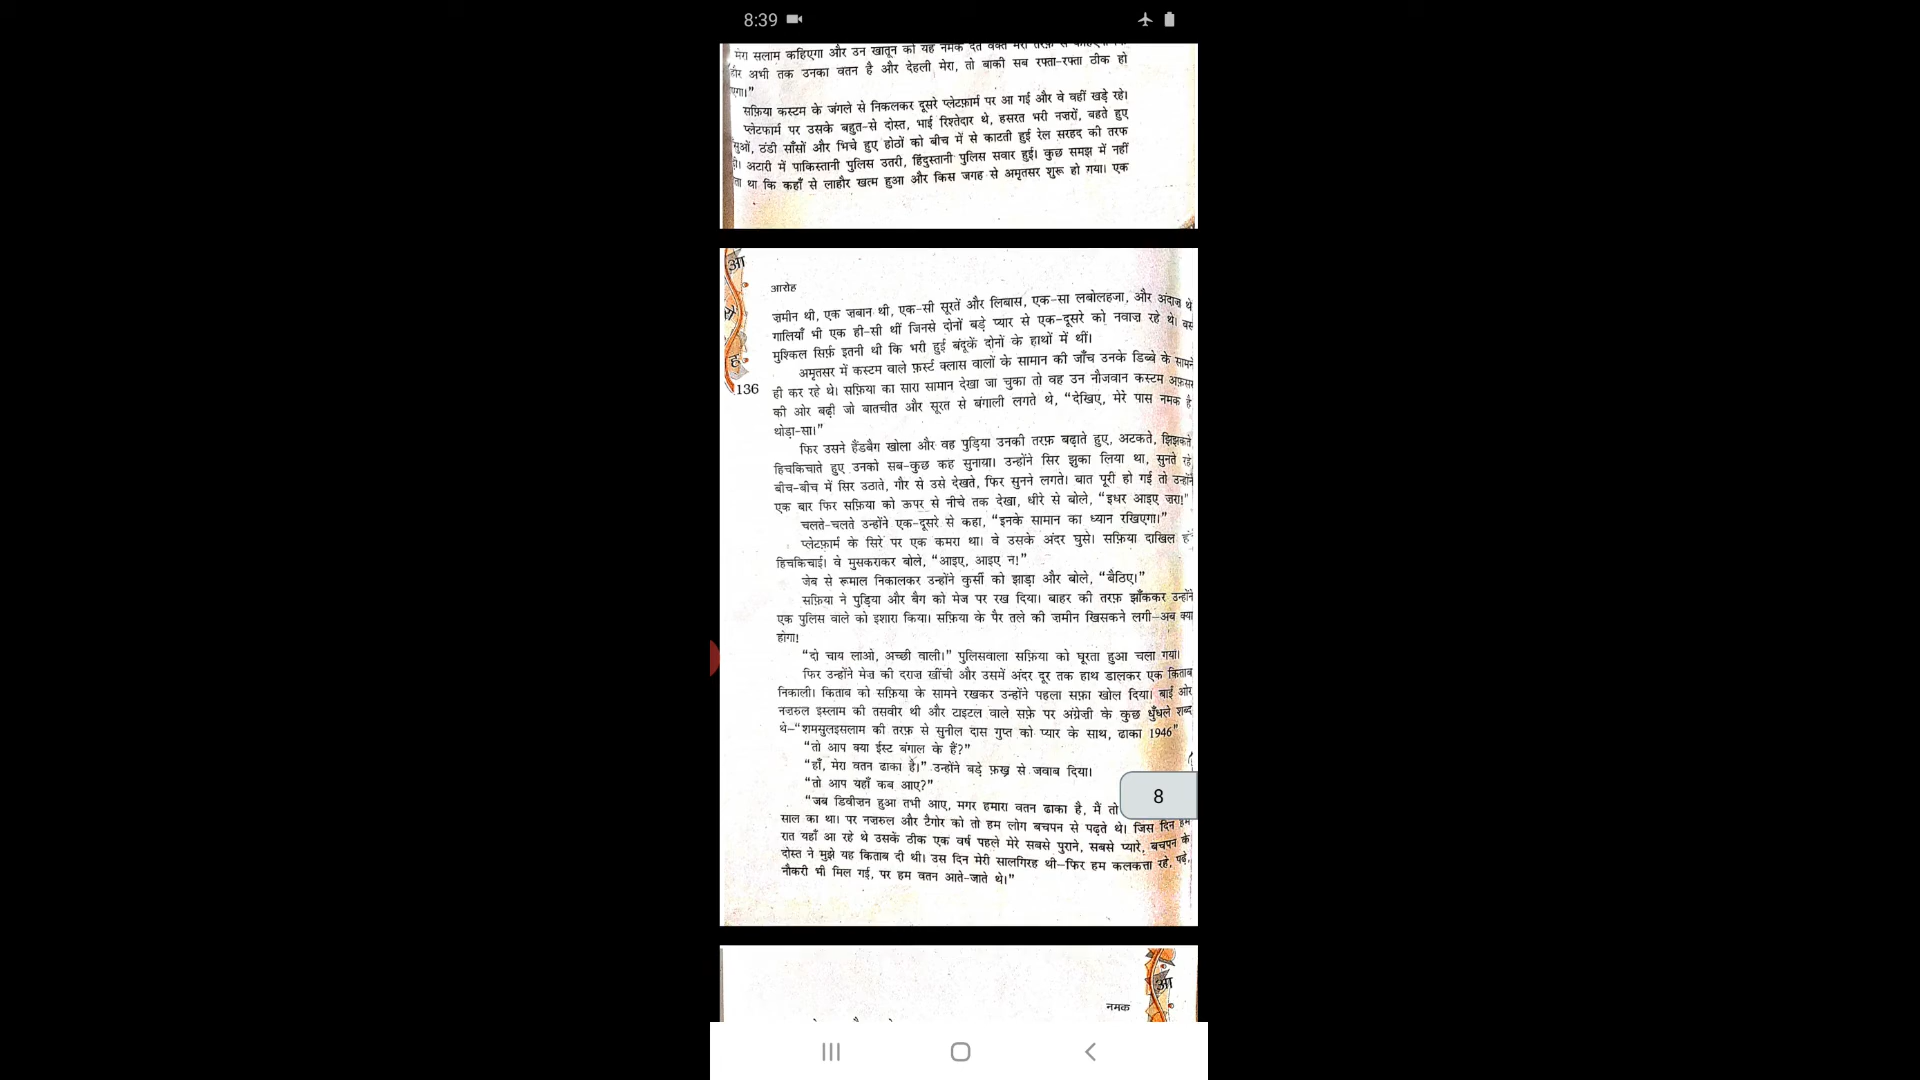 8:39
मेरा सलाम कहिएगा और उन खातून को यह नमक देते वक्त मेरी तरफ़ से
अभी तक उनका वतन है और देहली मेरा, तो बाकी सब रफ्ता-रफ्ता ठीक हो
एगा।”
सफ़िया कस्टम के जंगले से निकलकर दूसरे प्लेटफ़ार्म पर आ गई और वे वहीं खड़े रहे।
प्लेटफार्म पर उसके बहुत-से दोस्त, भाई रिश्तेदार थे, हसरत भरी नज़रों, बहते हुए
सुओं, ठंडी साँसों और भिचे हुए होठों को बीच में से काटती हुई रेल सरहद की तरफ
अटारी में पाकिस्तानी पुलिस उतरी, हिंदुस्तानी पुलिस सवार हुई। कुछ समझ में नहीं
ता था कि कहाँ से लाहौर खत्म हुआ और किस जगह से अमृतसर शुरू हो गया। एक
आ
रो
ह
आरोह
ज़मीन थी, एक ज़बान थी, एक-सी सूरतें और लिबास, एक-सा लबोलहजा, और अंदाज़ थे
गालियाँ भी एक ही-सी थीं जिनसे दोनों बड़े प्यार से एक-दूसरे को नवाज़ रहे थे। बस
मुश्किल सिर्फ़ इतनी थी कि भरी हुई बंदूकें दोनों के हाथों में थीं।
अमृतसर में कस्टम वाले फ़र्स्ट क्लास वालों के सामान की जाँच उनके डिब्बे के सामने
136
ही कर रहे थे। सफ़िया का सारा सामान देखा जा चुका तो वह उन नौजवान कस्टम अफ़सर
की ओर बढ़ी जो बातचीत और सूरत से बंगाली लगते थे, “देखिए, मेरे पास नमक है
थोड़ा-सा।”
फिर उसने हैंडबैग खोला और वह पुड़िया उनकी तरफ़ बढ़ाते हुए, अटकते, झिझकते
हिचकिचाते हुए उनको सब-कुछ कह सुनाया। उन्होंने सिर झुका लिया था, सुनते रहे
बीच-बीच में सिर उठाते, गौर से उसे देखते, फिर सुनने लगते। बात पूरी हो गई तो उन्होंने
एक बार फिर सफ़िया को ऊपर से नीचे तक देखा, धीरे से बोले, “इधर आइए ज़रा!”
चलते-चलते उन्होंने एक-दूसरे से कहा, “इनके सामान का ध्यान रखिएगा।”
प्लेटफ़ार्म के सिरे पर एक कमरा था। वे उसके अंदर घुसे। सफ़िया दाखिल
हिचकिचाई। वे मुसकराकर बोले, “आइए, आइए न!”
जेब से रूमाल निकालकर उन्होंने कुर्सी को झाड़ा और बोले, “बैठिए।”
सफ़िया ने पुड़िया और बैग को मेज पर रख दिया। बाहर की तरफ़ झाँककर उन्होंने
एक पुलिस वाले को इशारा किया। सफ़िया के पैर तले की ज़मीन खिसकने लगी—अब क्या
होगा!
“दो चाय लाओ, अच्छी वाली।” पुलिसवाला सफ़िया को घूरता हुआ चला गया।
फिर उन्होंने मेज़ की दराज़ खींची और उसमें अंदर दूर तक हाथ डालकर एक किताब
निकाली। किताब को सफ़िया के सामने रखकर उन्होंने पहला सफ़ा खोल दिया। बाईं ओर
नज़रुल इस्लाम की तसवीर थी और टाइटल वाले सफ़े पर अंग्रेज़ी के कुछ धुँधले शब्द
थे—“शमसुलइसलाम की तरफ़ से सुनील दास गुप्त को प्यार के साथ, ढाका 1946”
“तो आप क्या ईस्ट बंगाल के हैं?”
“हाँ, मेरा वतन ढाका है।” उन्होंने बड़े फ़ख्र से जवाब दिया।
“तो आप यहाँ कब आए?”
“जब डिवीज़न हुआ तभी आए, मगर हमारा वतन ढाका है, मैं तो
8
साल का था। पर नज़रुल और टैगोर को तो हम लोग बचपन से पढ़ते थे। जिस दिन हम
रात यहाँ आ रहे थे उसके ठीक एक वर्ष पहले मेरे सबसे पुराने, सबसे प्यारे, बचपन के
दोस्त ने मुझे यह किताब दी थी। उस दिन मेरी सालगिरह थी—फिर हम कलकत्ता रहे, पढ़े,
नौकरी भी मिल गई, पर हम वतन आते-जाते थे।”
आ
नमक